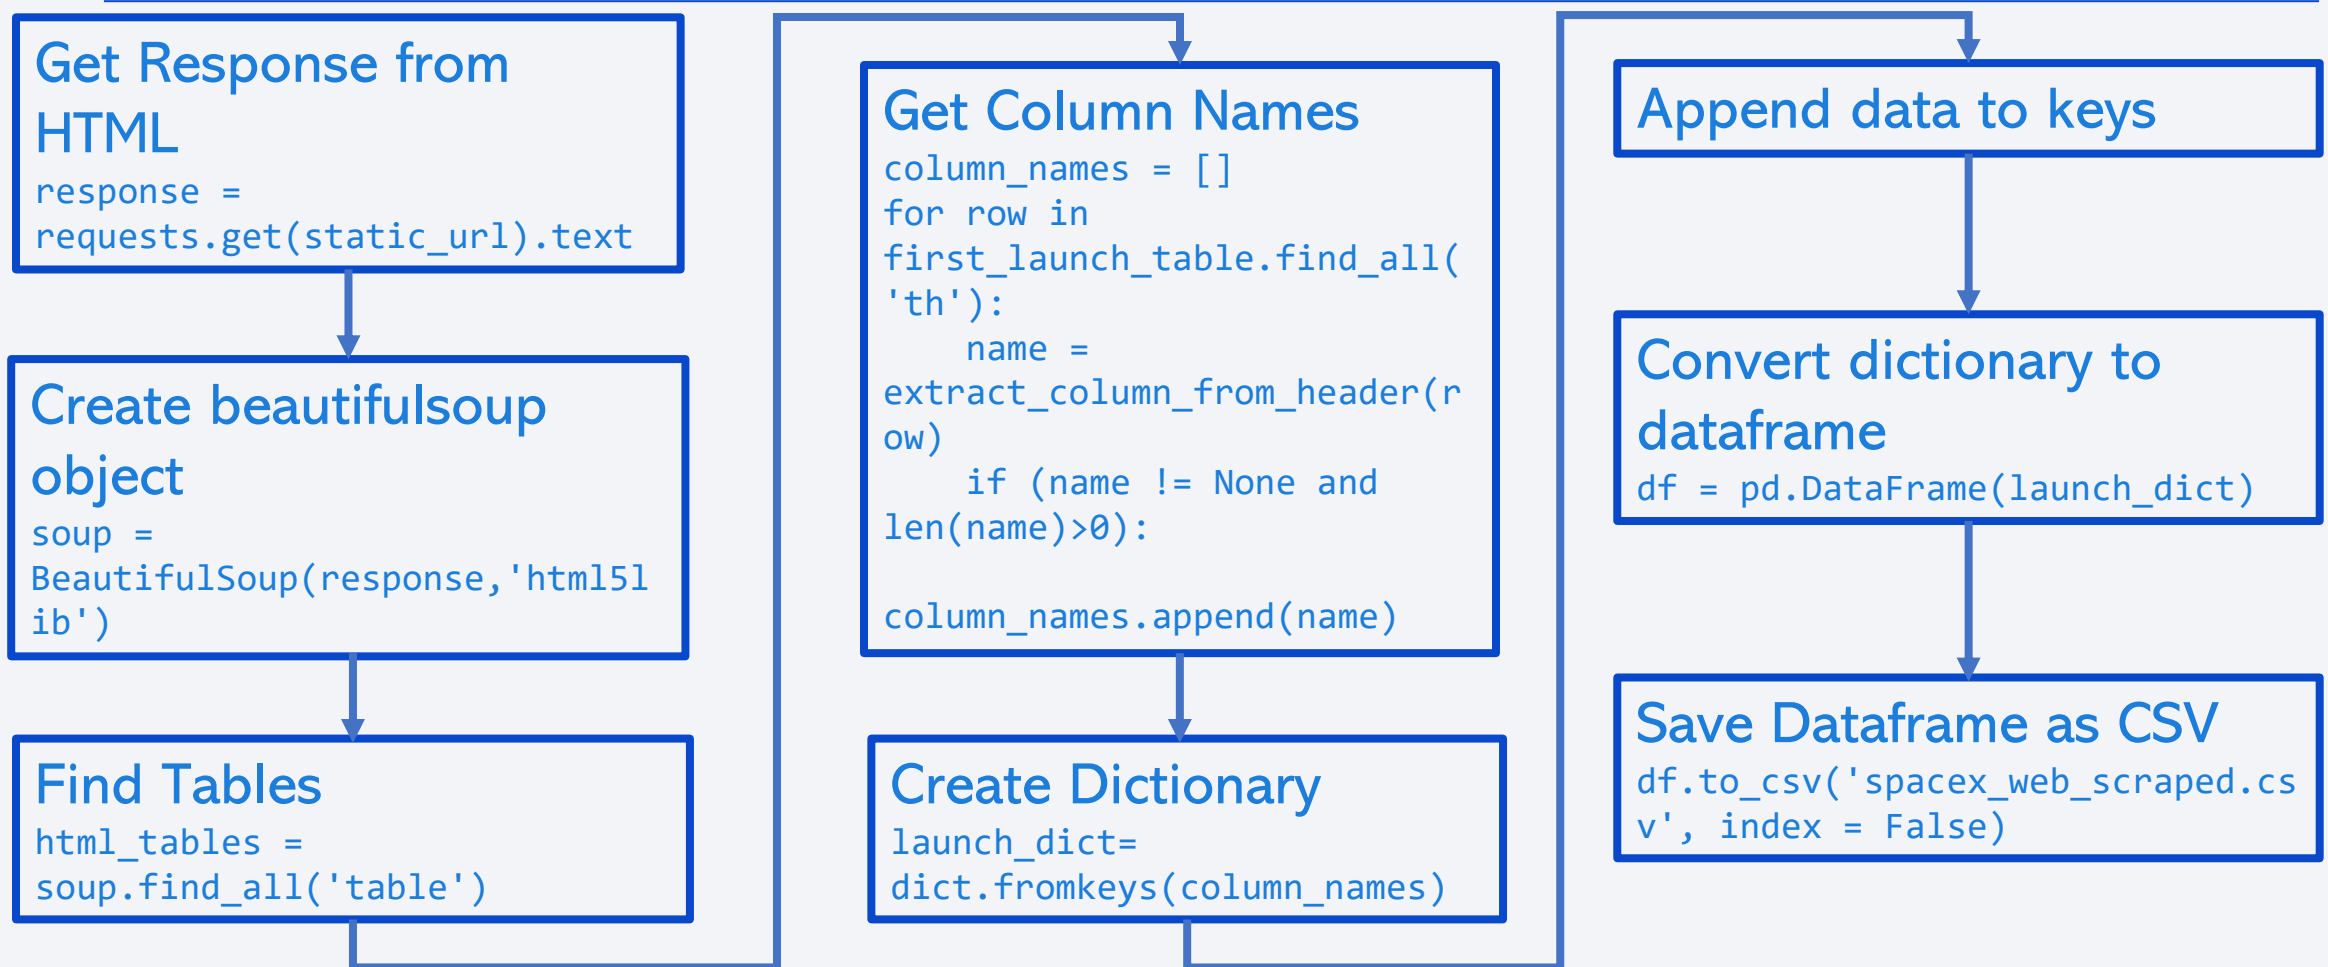 Get Response from
HTML
response =
requests.get(static_url).text
Create beautifulsoup
object
soup =
BeautifulSoup(response,'html5l
ib')
Find Tables
html_tables =
soup.find_all('table')
Get Column Names
column_names = []
for row in
first_launch_table.find_all(
'th'):
    name =
extract_column_from_header(r
ow)
    if (name != None and
len(name)>0):
column_names.append(name)
Create Dictionary
launch_dict=
dict.fromkeys(column_names)
Append data to keys
Convert dictionary to
dataframe
df = pd.DataFrame(launch_dict)
Save Dataframe as CSV
df.to_csv('spacex_web_scraped.cs
v', index = False)